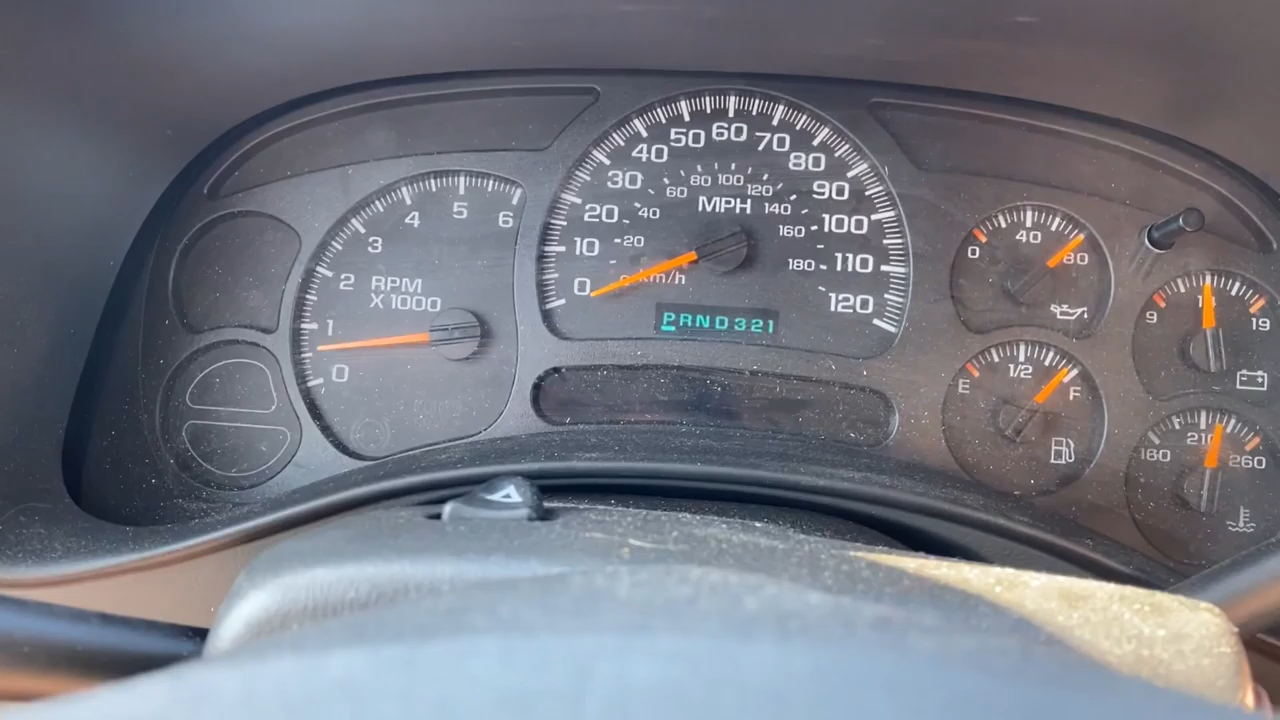 0 1 2 3 4 5 6
RPM
X1000
0 10 20 30 40 50 60 70 80 90 100 110 120
20 40 60 80 100 120 140 160 180
MPH
km/h
PRND321
0 40 80
9 19
E 1/2 F
160 210 260